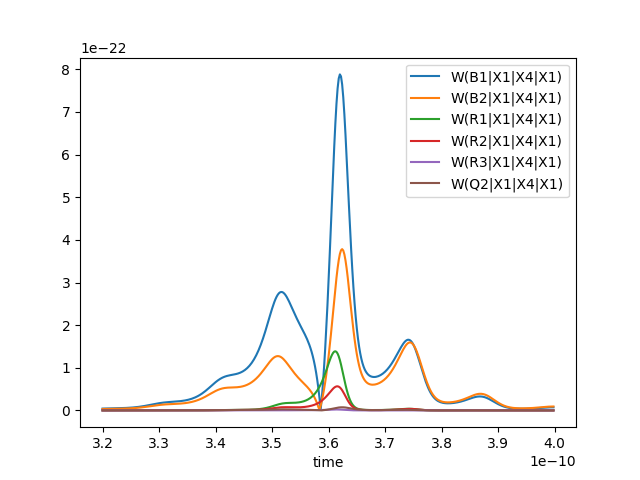 1e−22
8
7
6
5
4
3
2
1
0
3.2 3.3 3.4 3.5 3.6 3.7 3.8 3.9 4.0
time
1e−10
W(B1|X1|X4|X1)
W(B2|X1|X4|X1)
W(R1|X1|X4|X1)
W(R2|X1|X4|X1)
W(R3|X1|X4|X1)
W(Q2|X1|X4|X1)